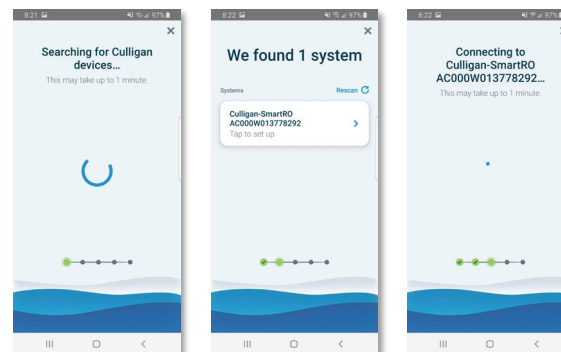 8:21
97%
Searching for Culligan
devices...
This may take up to 1 minute.
8:22
97%
We found 1 system
Systems
Rescan
Culligan-SmartRO
AC000W013778292
Tap to set up
8:22
97%
Connecting to
Culligan-SmartRO
AC000W013778292...
This may take up to 1 minute.